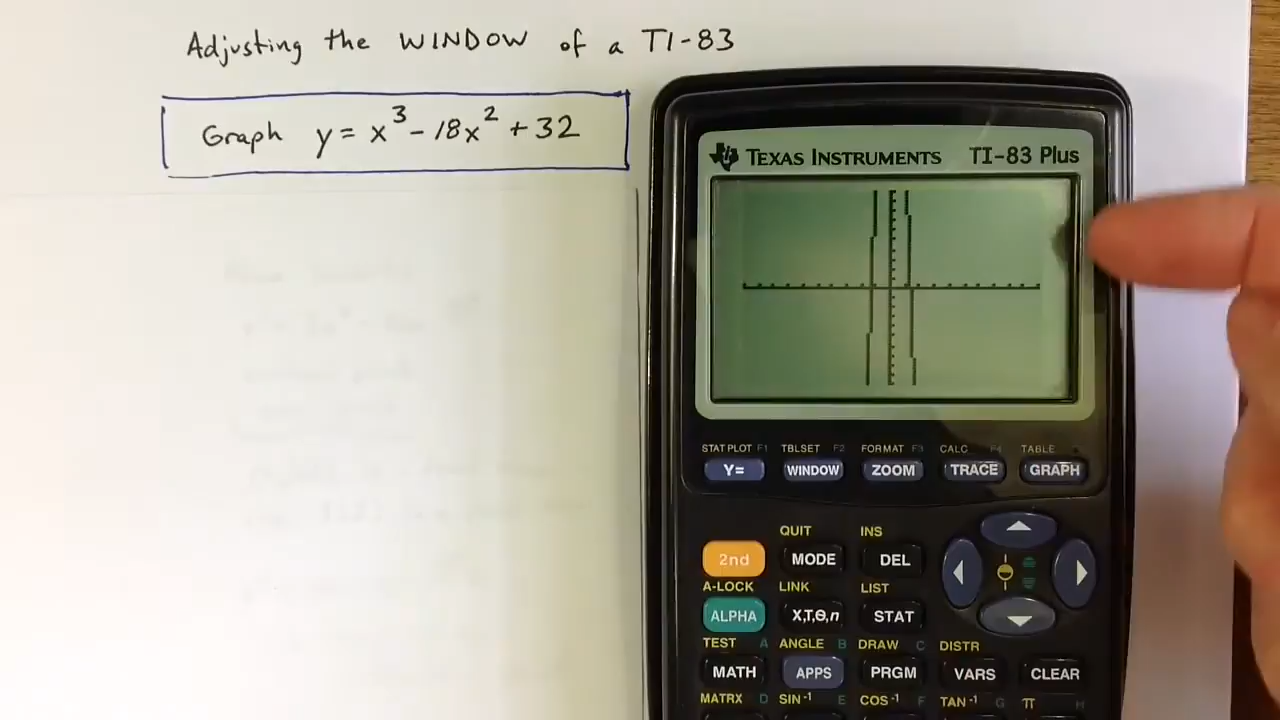 Adjusting the WINDOW of a TI-83
Graph y = x³ - 18x² + 32
TEXAS INSTRUMENTS TI-83 Plus
STAT PLOT F1 TBLSET F2 FORMAT F3 CALC F4 TABLE
Y= WINDOW ZOOM TRACE GRAPH
QUIT INS
2nd MODE DEL
A-LOCK LINK LIST
ALPHA X,T,Θ,n STAT
TEST A ANGLE B DRAW C DISTR
MATH APPS PRGM VARS CLEAR
MATRX D SIN⁻¹ E COS⁻¹ F TAN⁻¹ G π H